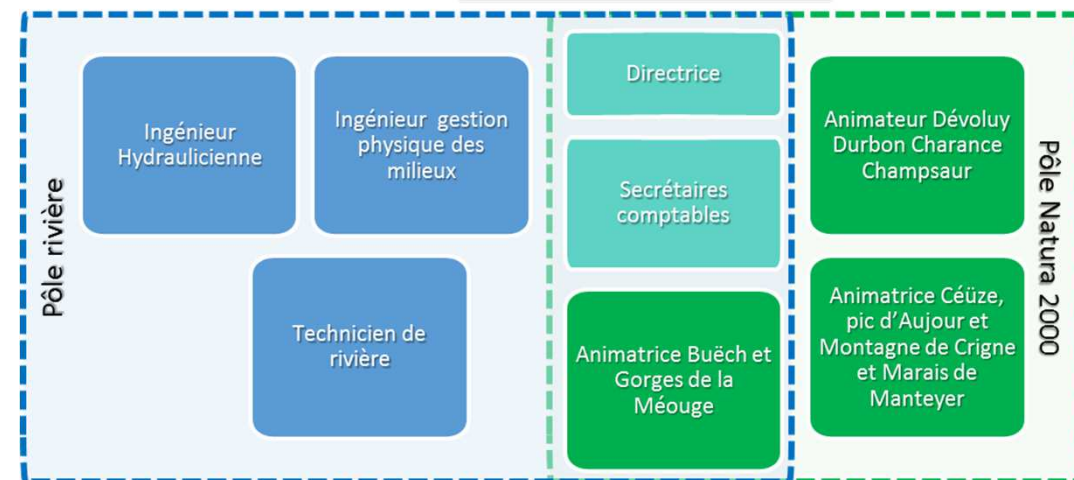 Pôle rivière
Ingénieur
Hydraulicienne
Ingénieur gestion
physique des
milieux
Technicien de
rivière
Directrice
Secrétaires
comptables
Animatrice Buëch et
Gorges de la
Méouge
Animateur Dévoluy
Durbon Charance
Champsaur
Animatrice Céüze,
pic d’Aujour et
Montagne de Crigne
et Marais de
Manteyer
Pôle Natura 2000